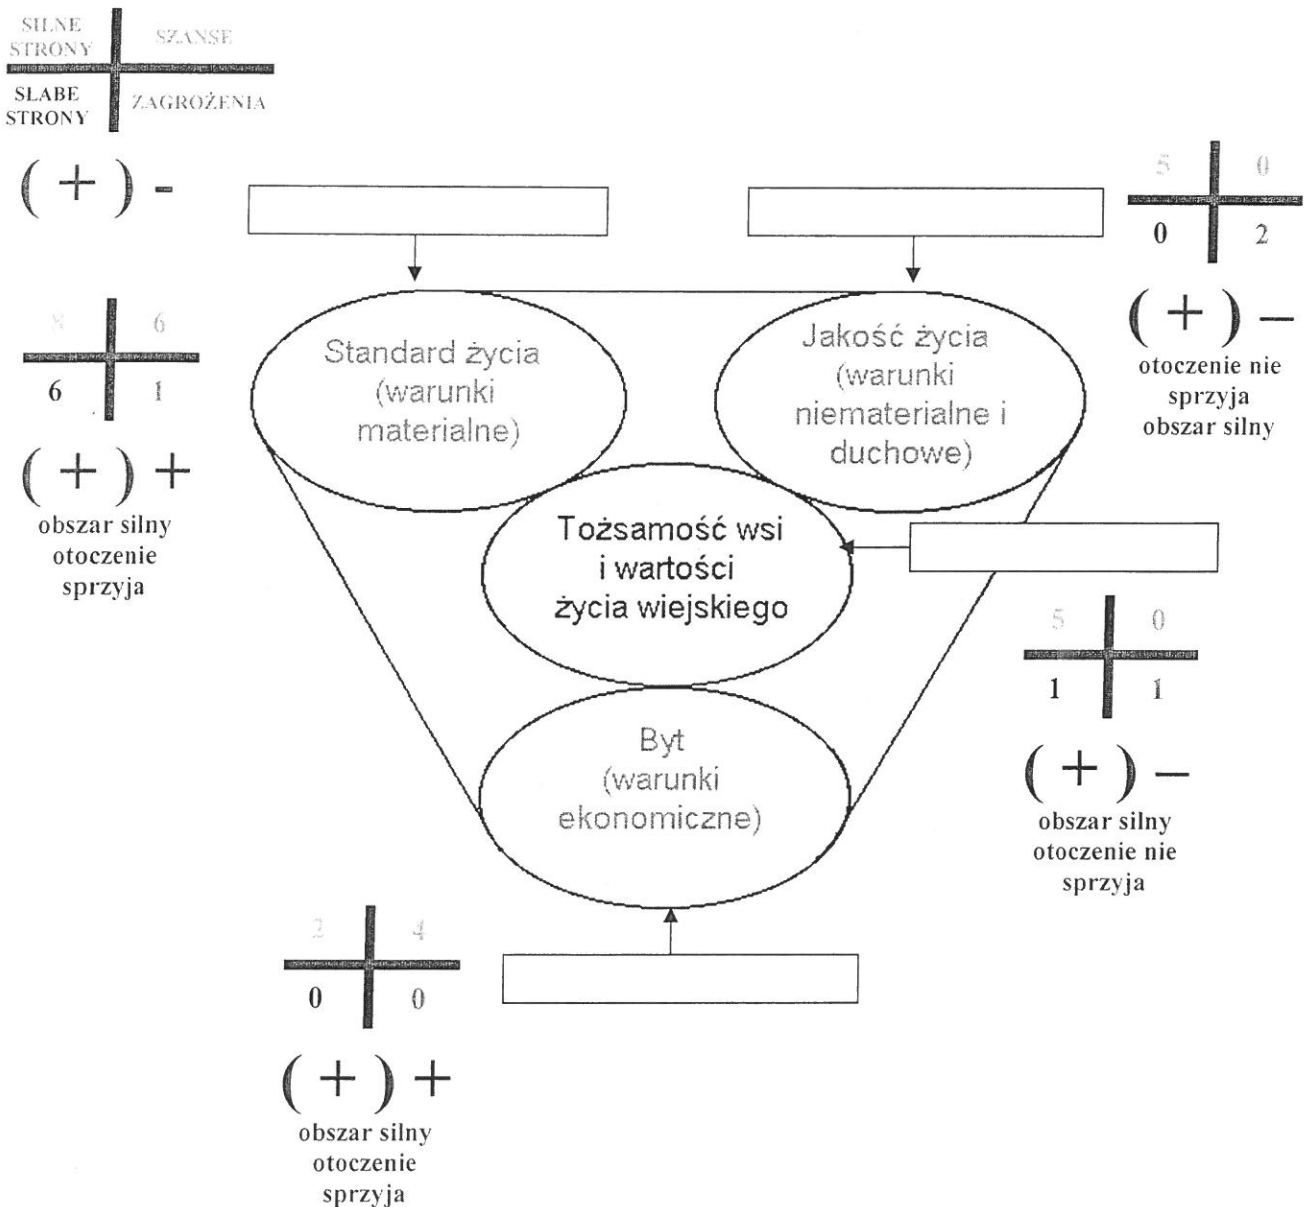 SILNE
STRONY
SZANSE
SŁABE
STRONY
ZAGROŻENIA
( + ) -
5 0
0 2
( + ) –
otoczenie nie
sprzyja
obszar silny
8 6
6 1
( + ) +
obszar silny
otoczenie
sprzyja
Standard życia
(warunki
materialne)
Jakość życia
(warunki
niematerialne i
duchowe)
Tożsamość wsi
i wartości
życia wiejskiego
5 0
1 1
( + ) –
obszar silny
otoczenie nie
sprzyja
Byt
(warunki
ekonomiczne)
2 4
0 0
( + ) +
obszar silny
otoczenie
sprzyja